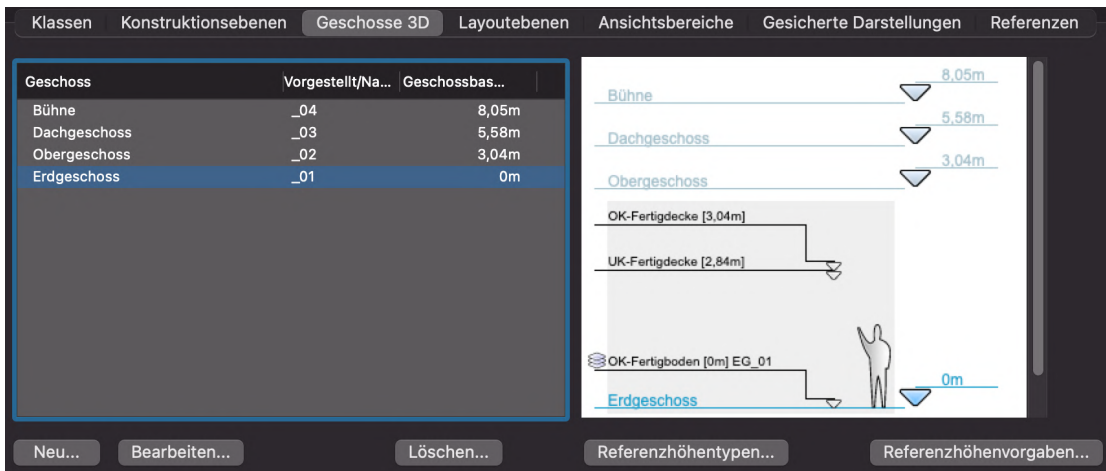 Klassen Konstruktionsebenen Geschosse 3D Layoutebenen Ansichtsbereiche Gesicherte Darstellungen Referenzen
Geschoss Vorgestellt/Na... Geschossbas...
Bühne _04 8,05m
Dachgeschoss _03 5,58m
Obergeschoss _02 3,04m
Erdgeschoss _01 0m
8,05m
Bühne
5,58m
Dachgeschoss
3,04m
Obergeschoss
OK-Fertigdecke [3,04m]
UK-Fertigdecke [2,84m]
OK-Fertigboden [0m] EG_01
0m
Erdgeschoss
Neu... Bearbeiten... Löschen... Referenzhöhentypen... Referenzhöhenvorgaben...